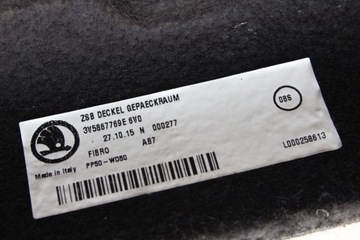 ZSB DECKEL GEPAECKRAUM
3V5867769E 6V0
086
27.10.15 N 000277
FIBRO A87
Made in Italy PP50-WD50
L000258613